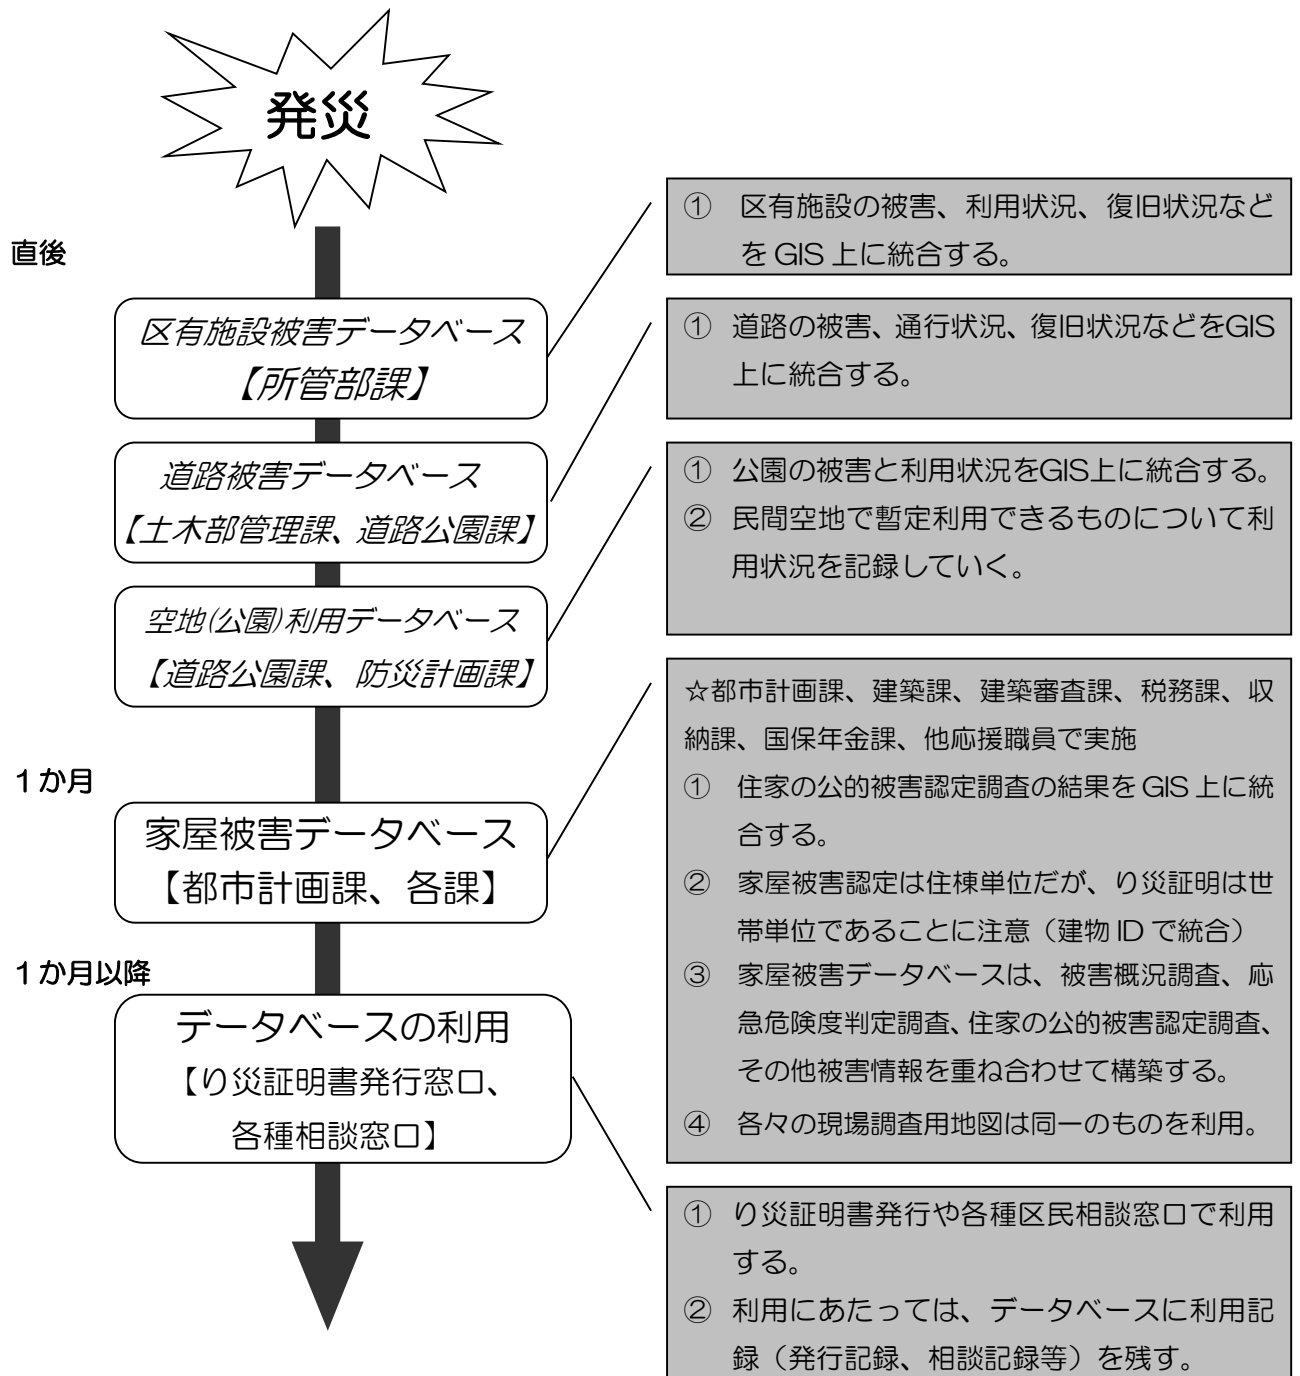 発災
直後
区有施設被害データベース
【所管部課】
① 区有施設の被害、利用状況、復旧状況など
を GIS 上に統合する。
道路被害データベース
【土木部管理課、道路公園課】
① 道路の被害、通行状況、復旧状況などをGIS
上に統合する。
空地(公園)利用データベース
【道路公園課、防災計画課】
① 公園の被害と利用状況をGIS上に統合する。
② 民間空地で暫定利用できるものについて利
用状況を記録していく。
1か月
家屋被害データベース
【都市計画課、各課】
☆都市計画課、建築課、建築審査課、税務課、収
納課、国保年金課、他応援職員で実施
① 住家の公的被害認定調査の結果を GIS 上に統
合する。
② 家屋被害認定は住棟単位だが、り災証明は世
帯単位であることに注意（建物 ID で統合）
③ 家屋被害データベースは、被害概況調査、応
急危険度判定調査、住家の公的被害認定調査、
その他被害情報を重ね合わせて構築する。
④ 各々の現場調査用地図は同一のものを利用。
1か月以降
データベースの利用
【り災証明書発行窓口、
各種相談窓口】
① り災証明書発行や各種区民相談窓口で利用
する。
② 利用にあたっては、データベースに利用記
録（発行記録、相談記録等）を残す。